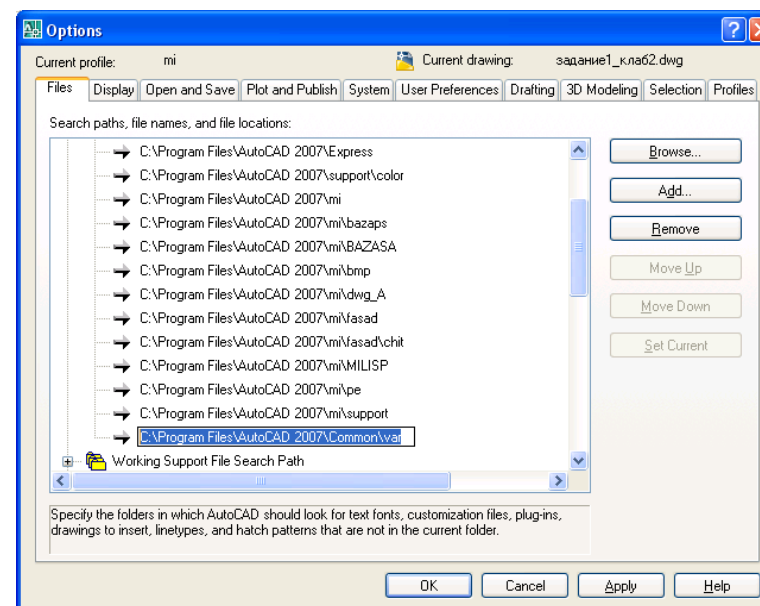 Options
Current profile: mi Current drawing: задание1_клаб2.dwg
Files Display Open and Save Plot and Publish System User Preferences Drafting 3D Modeling Selection Profiles
Search paths, file names, and file locations:
C:\Program Files\AutoCAD 2007\Express Browse...
C:\Program Files\AutoCAD 2007\support\color
C:\Program Files\AutoCAD 2007\mi Add...
C:\Program Files\AutoCAD 2007\mi\bazaps Remove
C:\Program Files\AutoCAD 2007\mi\BAZASA
C:\Program Files\AutoCAD 2007\mi\bmp Move Up
C:\Program Files\AutoCAD 2007\mi\dwg_A Move Down
C:\Program Files\AutoCAD 2007\mi\fasad
C:\Program Files\AutoCAD 2007\mi\fasad\chit Set Current
C:\Program Files\AutoCAD 2007\mi\MILISP
C:\Program Files\AutoCAD 2007\mi\pe
C:\Program Files\AutoCAD 2007\mi\support
C:\Program Files\AutoCAD 2007\Common\var
Working Support File Search Path
Specify the folders in which AutoCAD should look for text fonts, customization files, plug-ins,
drawings to insert, linetypes, and hatch patterns that are not in the current folder.
OK Cancel Apply Help